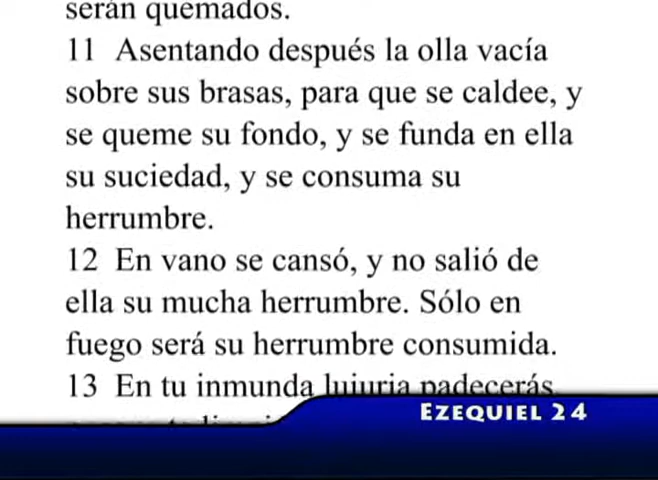 serán quemados.
11 Asentando después la olla vacía
sobre sus brasas, para que se caldee, y
se queme su fondo, y se funda en ella
su suciedad, y se consuma su
herrumbre.
12 En vano se cansó, y no salió de
ella su mucha herrumbre. Sólo en
fuego será su herrumbre consumida.
13 En tu inmunda lujuria padecerás
EZEQUIEL 24